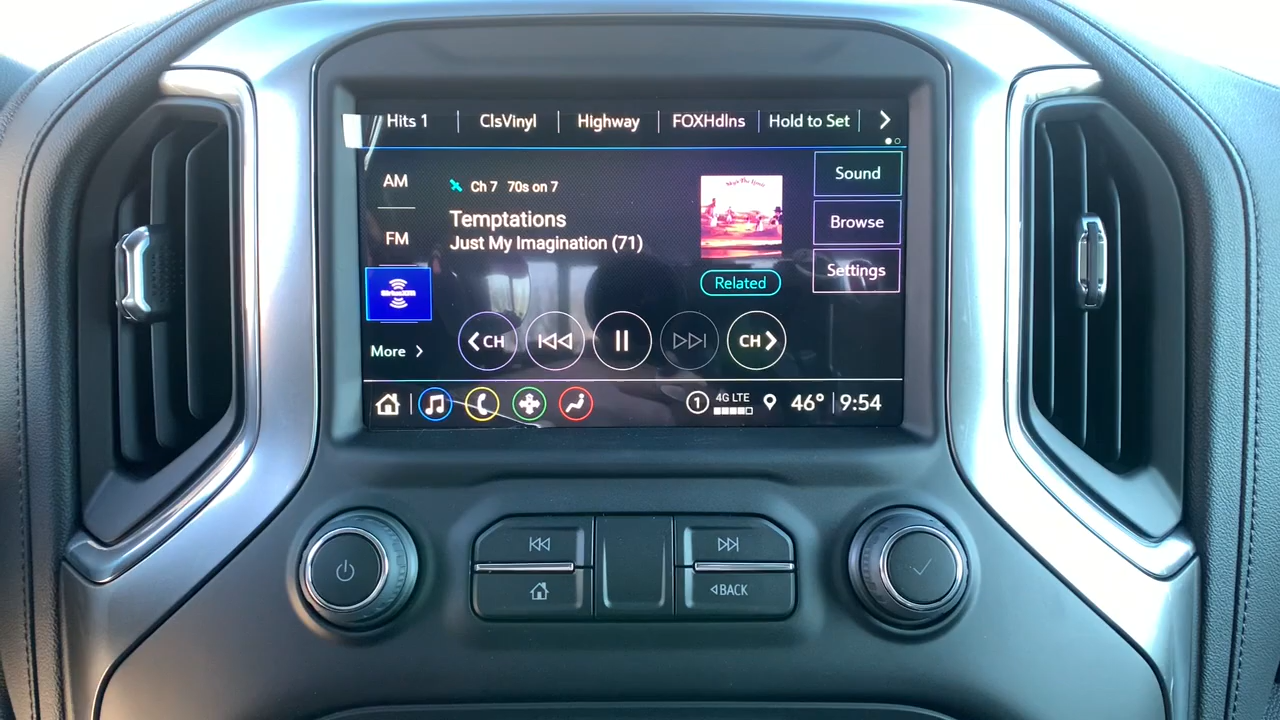 Hits 1
ClsVinyl
Highway
FOXHdlns
Hold to Set
AM
Ch 7 70s on 7
Sound
Temptations
Browse
FM
Just My Imagination (71)
Settings
Related
More
CH
CH
1
4G LTE
46°
9:54
BACK